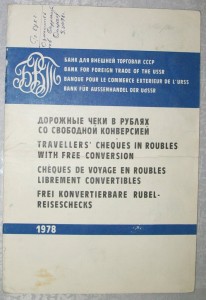 БВТ
БАНК ДЛЯ ВНЕШНЕЙ ТОРГОВЛИ СССР
BANK FOR FOREIGN TRADE OF THE USSR
BANQUE POUR LE COMMERCE EXTERIEUR DE L'URSS
BANK FÜR AUSSENHANDEL DER UdSSR
ДОРОЖНЫЕ ЧЕКИ В РУБЛЯХ
СО СВОБОДНОЙ КОНВЕРСИЕЙ
TRAVELLERS' CHEQUES IN ROUBLES
WITH FREE CONVERSION
CHEQUES DE VOYAGE EN ROUBLES
LIBREMENT CONVERTIBLES
FREI KONVERTIERBARE RUBEL-
REISESCHECKS
1978